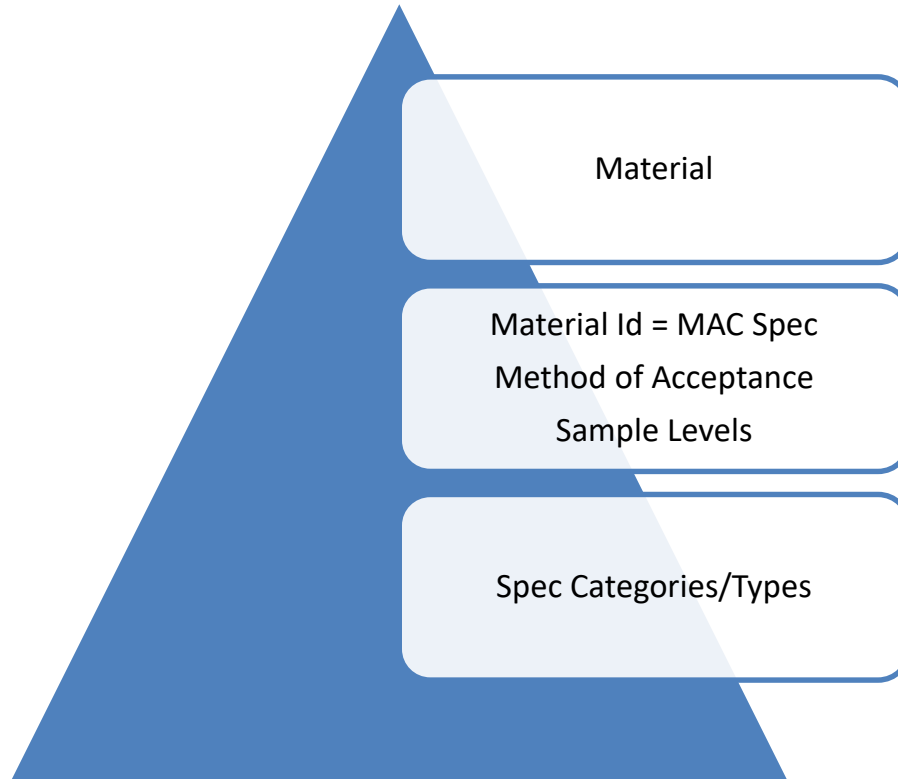 Material
Material Id = MAC Spec
Method of Acceptance
Sample Levels
Spec Categories/Types